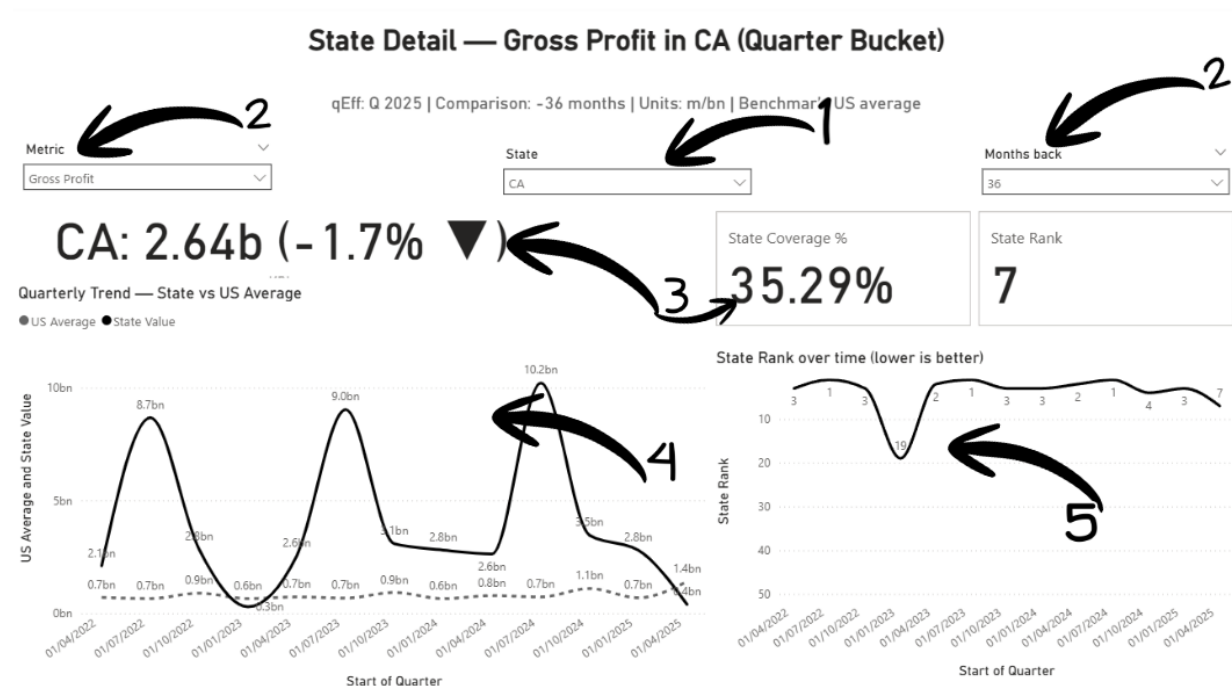 State Detail — Gross Profit in CA (Quarter Bucket)
qEff: Q 2025 | Comparison: -36 months | Units: m/bn | Benchmark US average
2
1
2
Metric
Gross Profit
State
CA
Months back
36
CA: 2.64b (-1.7% ▼)
3
State Coverage %
35.29%
State Rank
7
Quarterly Trend — State vs US Average
US Average State Value
US Average and State Value
10bn
5bn
0bn
2.1bn
8.7bn
2.8bn
0.3bn
2.6bn
9.0bn
3.1bn
2.8bn
2.6bn
10.2bn
3.5bn
2.8bn
0.4bn
0.7bn
0.7bn
0.9bn
0.6bn
0.7bn
0.7bn
0.9bn
0.6bn
0.8bn
0.7bn
1.1bn
0.7bn
1.4bn
4
01/04/2022
01/07/2022
01/10/2022
01/01/2023
01/04/2023
01/07/2023
01/10/2023
01/01/2024
01/04/2024
01/07/2024
01/10/2024
01/01/2025
01/04/2025
Start of Quarter
State Rank over time (lower is better)
State Rank
10
20
30
40
50
3
1
3
19
2
1
3
3
2
1
4
3
7
5
01/04/2022
01/07/2022
01/10/2022
01/01/2023
01/04/2023
01/07/2023
01/10/2023
01/01/2024
01/04/2024
01/07/2024
01/10/2024
01/01/2025
01/04/2025
Start of Quarter